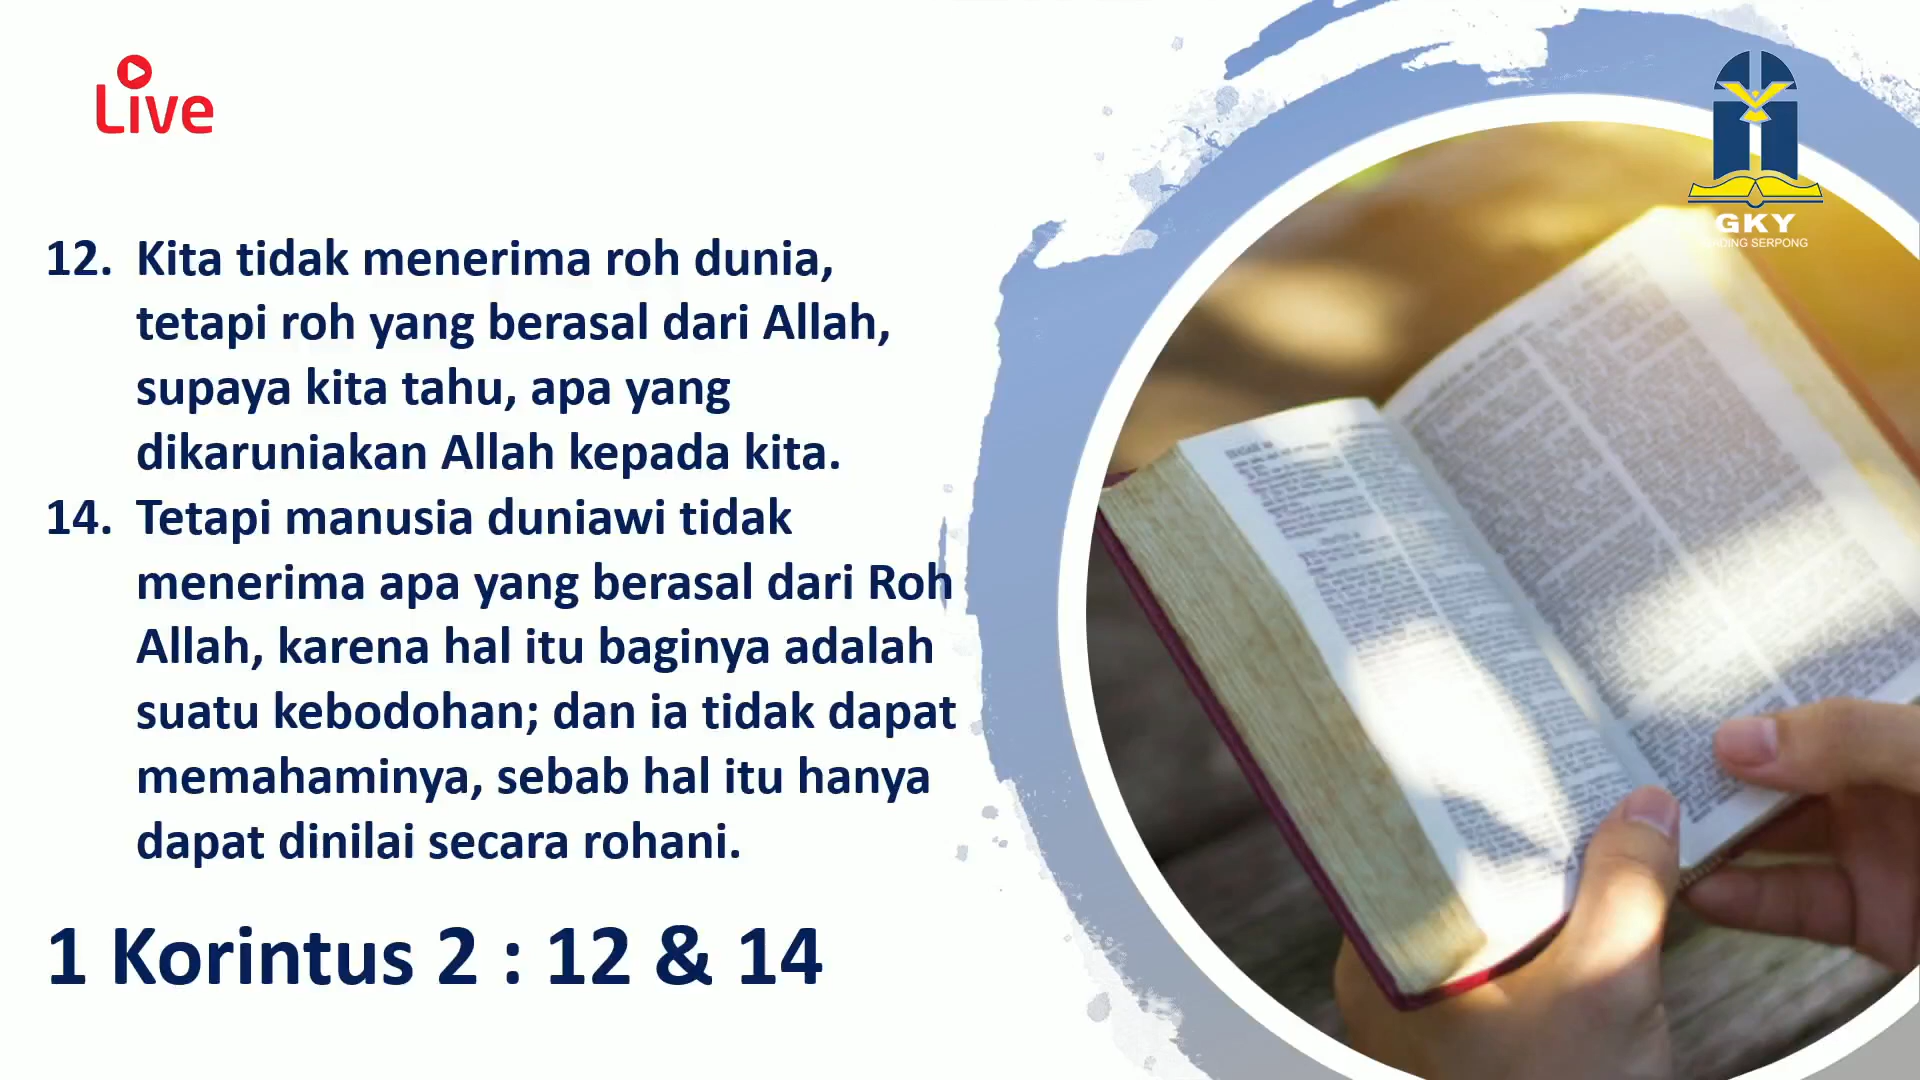 Live
GKY
DING SERPONG
12. Kita tidak menerima roh dunia,
tetapi roh yang berasal dari Allah,
supaya kita tahu, apa yang
dikaruniakan Allah kepada kita.
14. Tetapi manusia duniawi tidak
menerima apa yang berasal dari Roh
Allah, karena hal itu baginya adalah
suatu kebodohan; dan ia tidak dapat
memahaminya, sebab hal itu hanya
dapat dinilai secara rohani.
1 Korintus 2 : 12 & 14